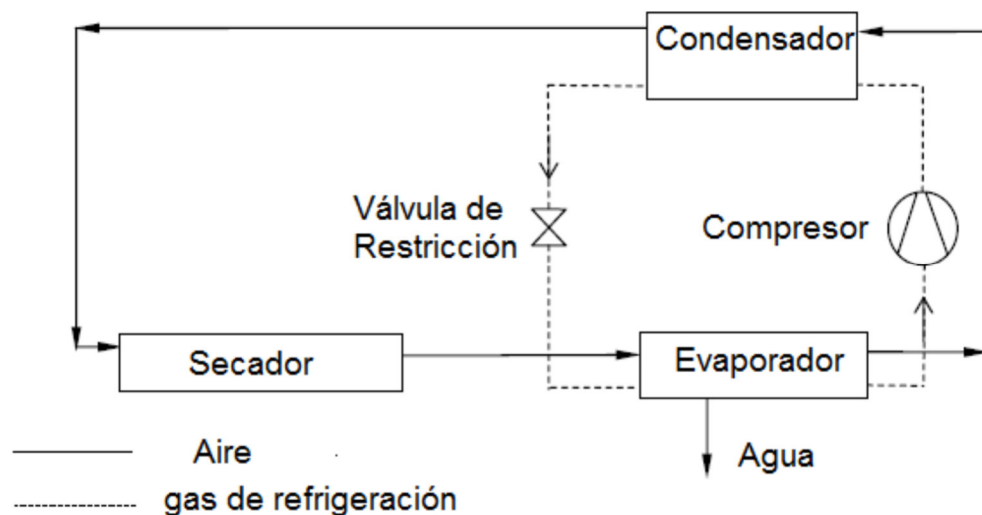 Condensador
Válvula de
Restricción
Compresor
Secador
Evaporador
Aire
Agua
gas de refrigeración